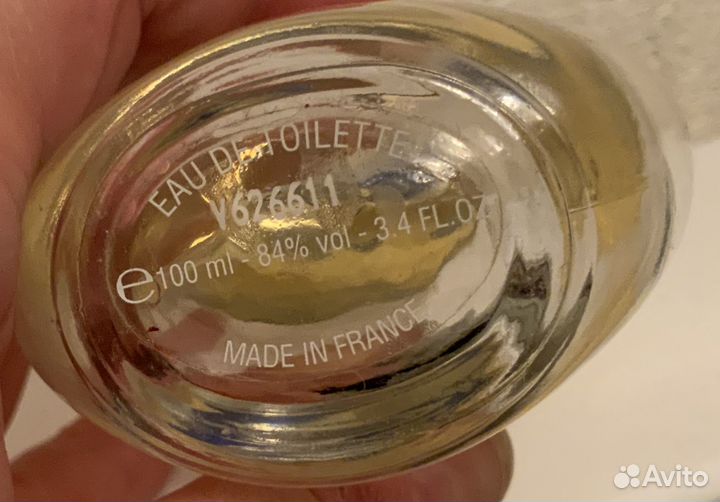 EAU DE TOILETTE
V626611
℮ 100 ml - 84% vol - 3.4 FL.OZ
MADE IN FRANCE
Avito